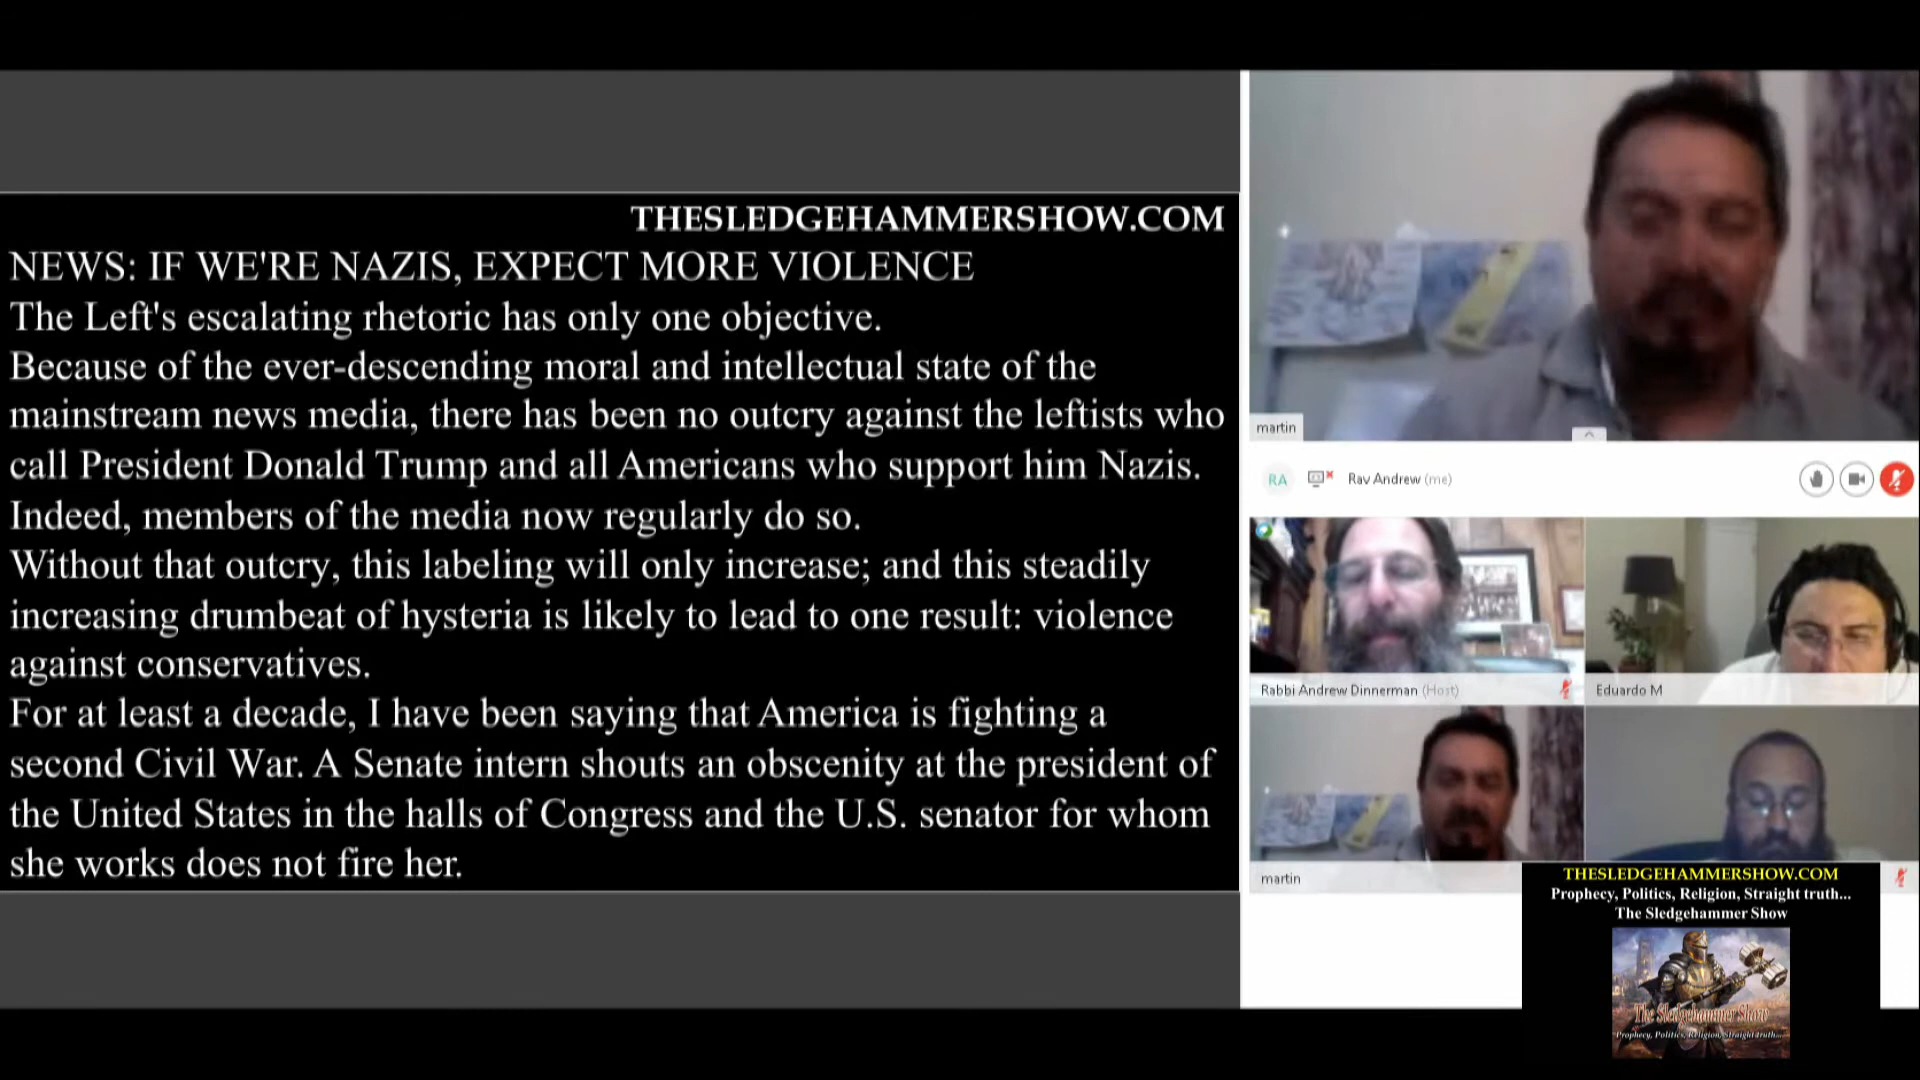 THESLEDGEHAMMERSHOW.COM
NEWS: IF WE'RE NAZIS, EXPECT MORE VIOLENCE
The Left's escalating rhetoric has only one objective.
Because of the ever-descending moral and intellectual state of the
mainstream news media, there has been no outcry against the leftists who
call President Donald Trump and all Americans who support him Nazis.
Indeed, members of the media now regularly do so.
Without that outcry, this labeling will only increase; and this steadily
increasing drumbeat of hysteria is likely to lead to one result: violence
against conservatives.
For at least a decade, I have been saying that America is fighting a
second Civil War. A Senate intern shouts an obscenity at the president of
the United States in the halls of Congress and the U.S. senator for whom
she works does not fire her.
martin
RA Rav Andrew (me)
Rabbi Andrew Dinnerman (Host)
Eduardo M
martin
THESLEDGEHAMMERSHOW.COM
Prophecy, Politics, Religion, Straight truth...
The Sledgehammer Show
The Sledgehammer Show
Prophecy, Politics, Religion, Straight truth...